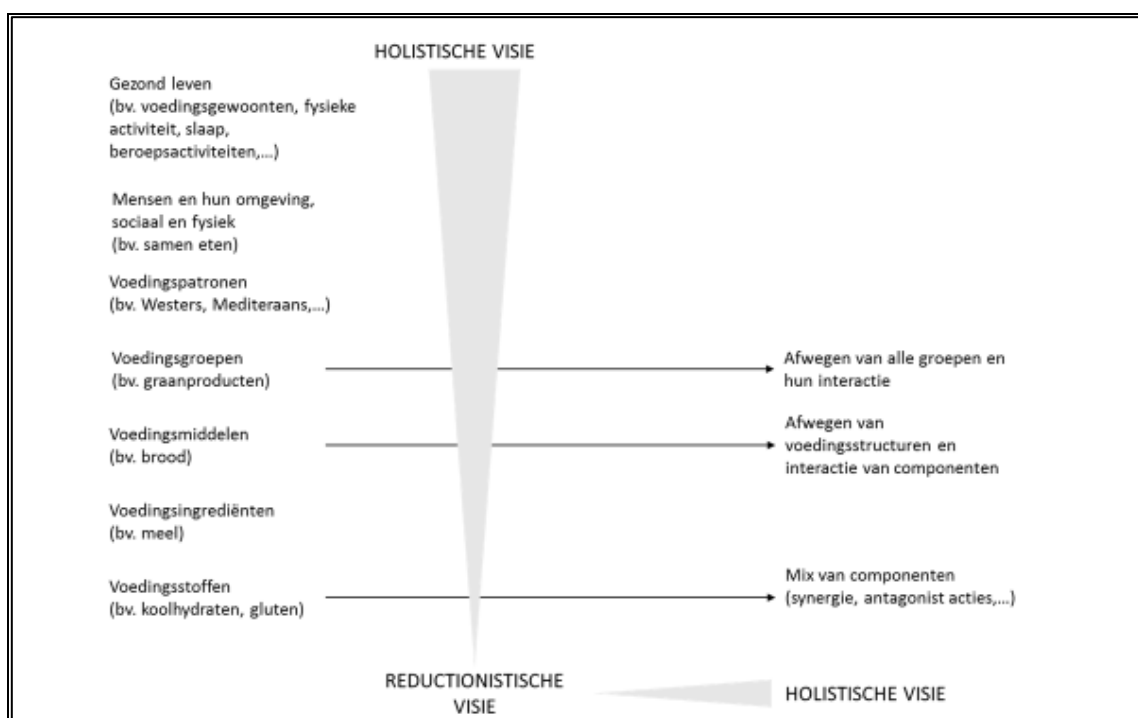 HOLISTISCHE VISIE
Gezond leven
(bv. voedingsgewoonten, fysieke
activiteit, slaap,
beroepsactiviteiten,...)
Mensen en hun omgeving,
sociaal en fysiek
(bv. samen eten)
Voedingspatronen
(bv. Westers, Mediteraans,...)
Voedingsgroepen
(bv. graanproducten)
Afwegen van alle groepen en
hun interactie
Voedingsmiddelen
(bv. brood)
Afwegen van
voedingsstructuren en
interactie van componenten
Voedingsingrediënten
(bv. meel)
Voedingsstoffen
(bv. koolhydraten, gluten)
Mix van componenten
(synergie, antagonist acties,...)
REDUCTIONISTISCHE
VISIE
HOLISTISCHE VISIE